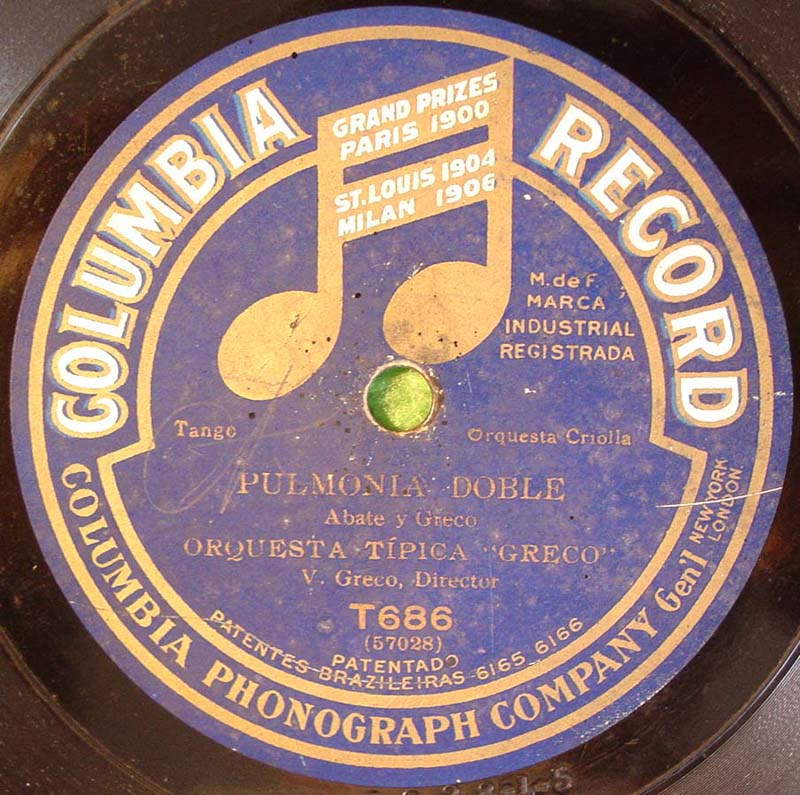 COLUMBIA RECORD
GRAND PRIZES
PARIS 1900
ST. LOUIS 1904
MILAN 1906
M. de F.
MARCA
INDUSTRIAL
REGISTRADA
Tango
Orquesta Criolla
PULMONIA DOBLE
Abate y Greco
ORQUESTA TÍPICA "GRECO"
V. Greco, Director
T686
(57028)
PATENTADO
PATENTES BRAZILEIRAS 6165 6166
COLUMBIA PHONOGRAPH COMPANY Gen'l
NEW YORK
LONDON